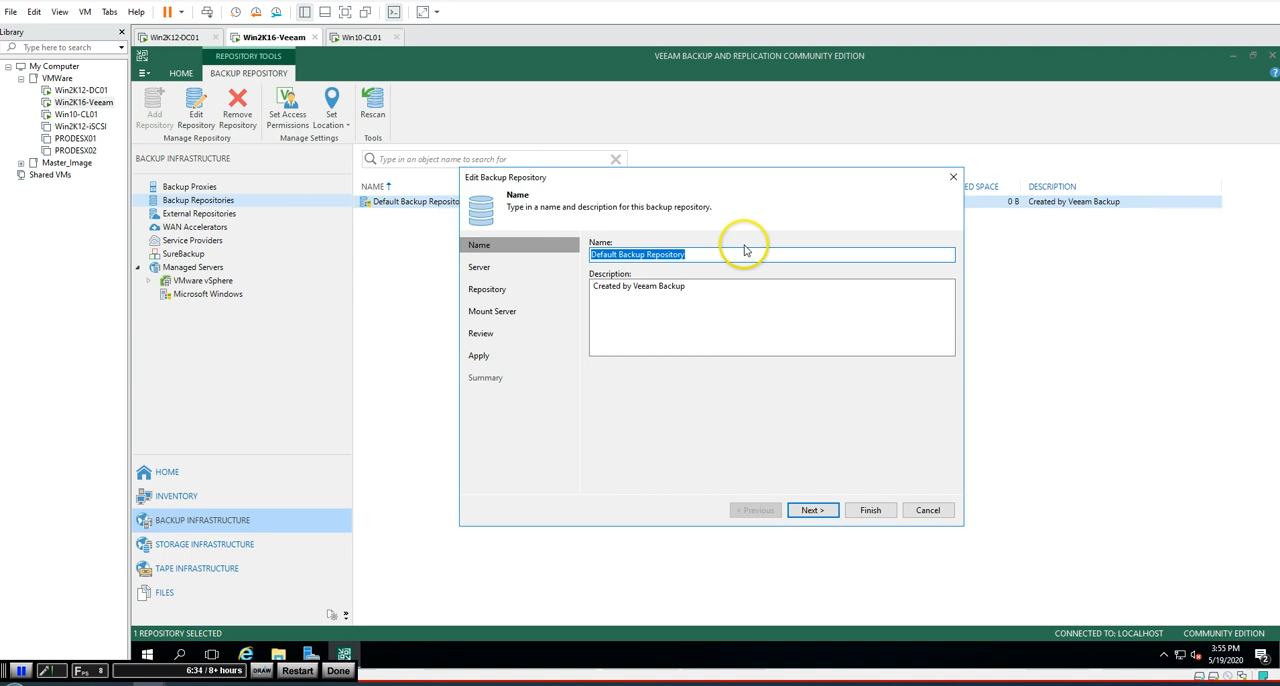 File Edit View VM Tabs Help
Library
Type here to search
My Computer
VMWare
Win2K12-DC01
Win2K16-Veeam
Win10-CL01
Win2K12-iSCSI
PRODESX01
PRODESX02
Master_Image
Shared VMs
Win2K12-DC01
Win2K16-Veeam
Win10-CL01
REPOSITORY TOOLS
VEEAM BACKUP AND REPLICATION COMMUNITY EDITION
HOME
BACKUP REPOSITORY
Add Repository
Edit Repository
Remove Repository
Set Access Permissions
Set Location
Rescan
Manage Repository
Manage Settings
Tools
BACKUP INFRASTRUCTURE
Backup Proxies
Backup Repositories
External Repositories
WAN Accelerators
Service Providers
SureBackup
Managed Servers
VMware vSphere
Microsoft Windows
HOME
INVENTORY
BACKUP INFRASTRUCTURE
STORAGE INFRASTRUCTURE
TAPE INFRASTRUCTURE
FILES
Type in an object name to search for
NAME
ED SPACE
DESCRIPTION
Default Backup Reposito
0 B
Created by Veeam Backup
Edit Backup Repository
Name
Type in a name and description for this backup repository.
Name
Server
Repository
Mount Server
Review
Apply
Summary
Name:
Default Backup Repository
Description:
Created by Veeam Backup
< Previous
Next >
Finish
Cancel
1 REPOSITORY SELECTED
CONNECTED TO: LOCALHOST
COMMUNITY EDITION
3:55 PM
5/19/2020
2
FPS 8
6:34 / 8+ hours
DRAW
Restart
Done